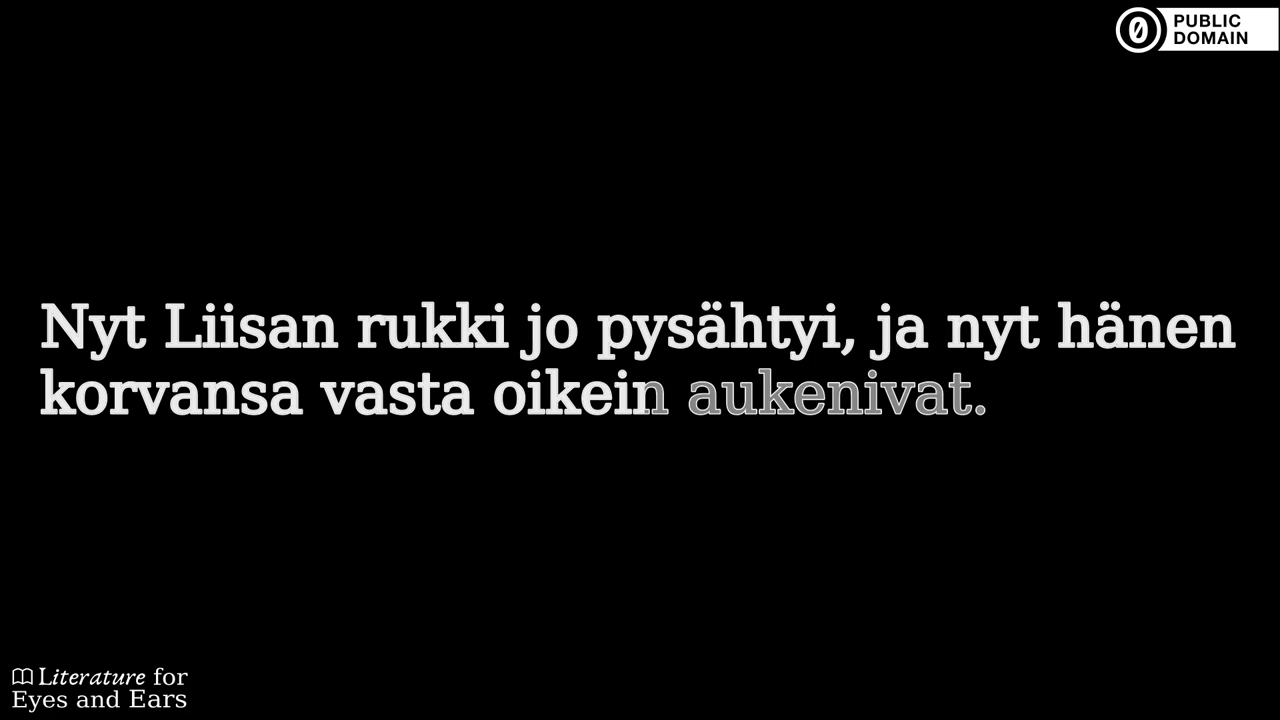 PUBLIC
DOMAIN
Nyt Liisan rukki jo pysähtyi, ja nyt hänen
korvansa vasta oikein aukenivat.
Literature for
Eyes and Ears